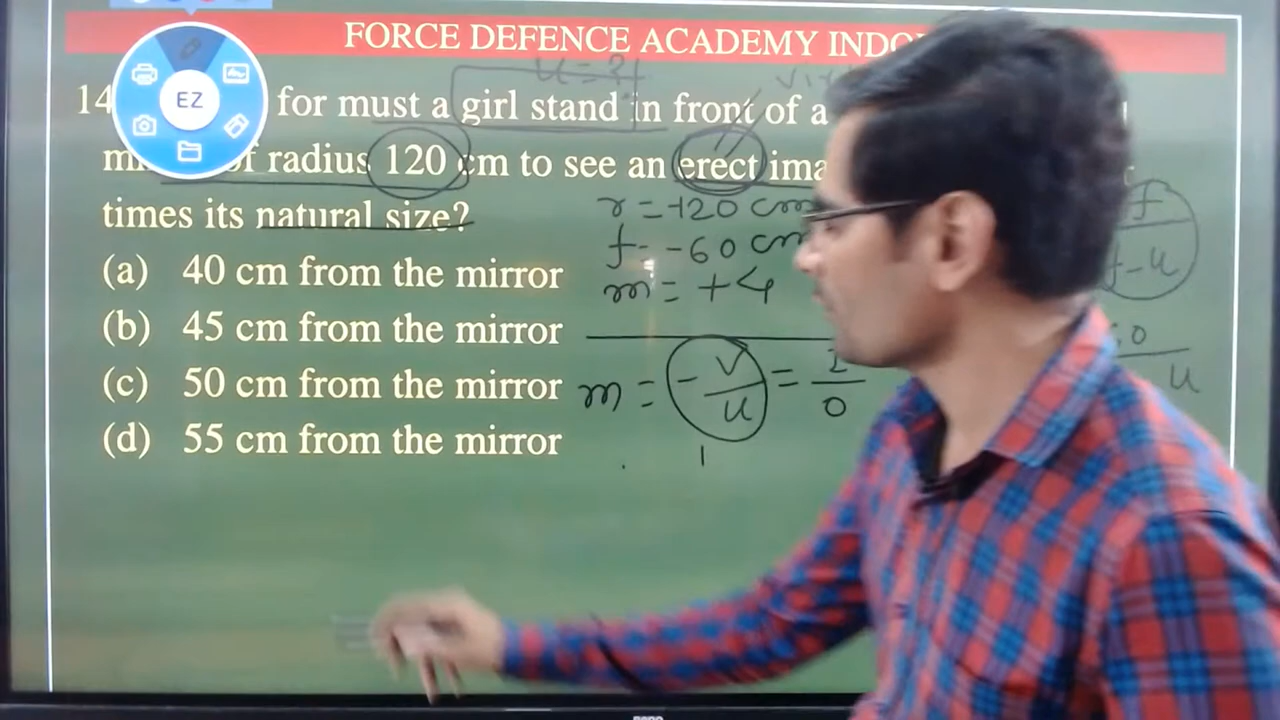 FORCE DEFENCE ACADEMY
u = ?
14 for must a girl stand in front of a
of radius 120 cm to see an erect
times its natural size?
r = -120 cm
f = -60 cm
m = +4
f
f-u
(a) 40 cm from the mirror
(b) 45 cm from the mirror
(c) 50 cm from the mirror
(d) 55 cm from the mirror
m = -v/u =
u
EZ